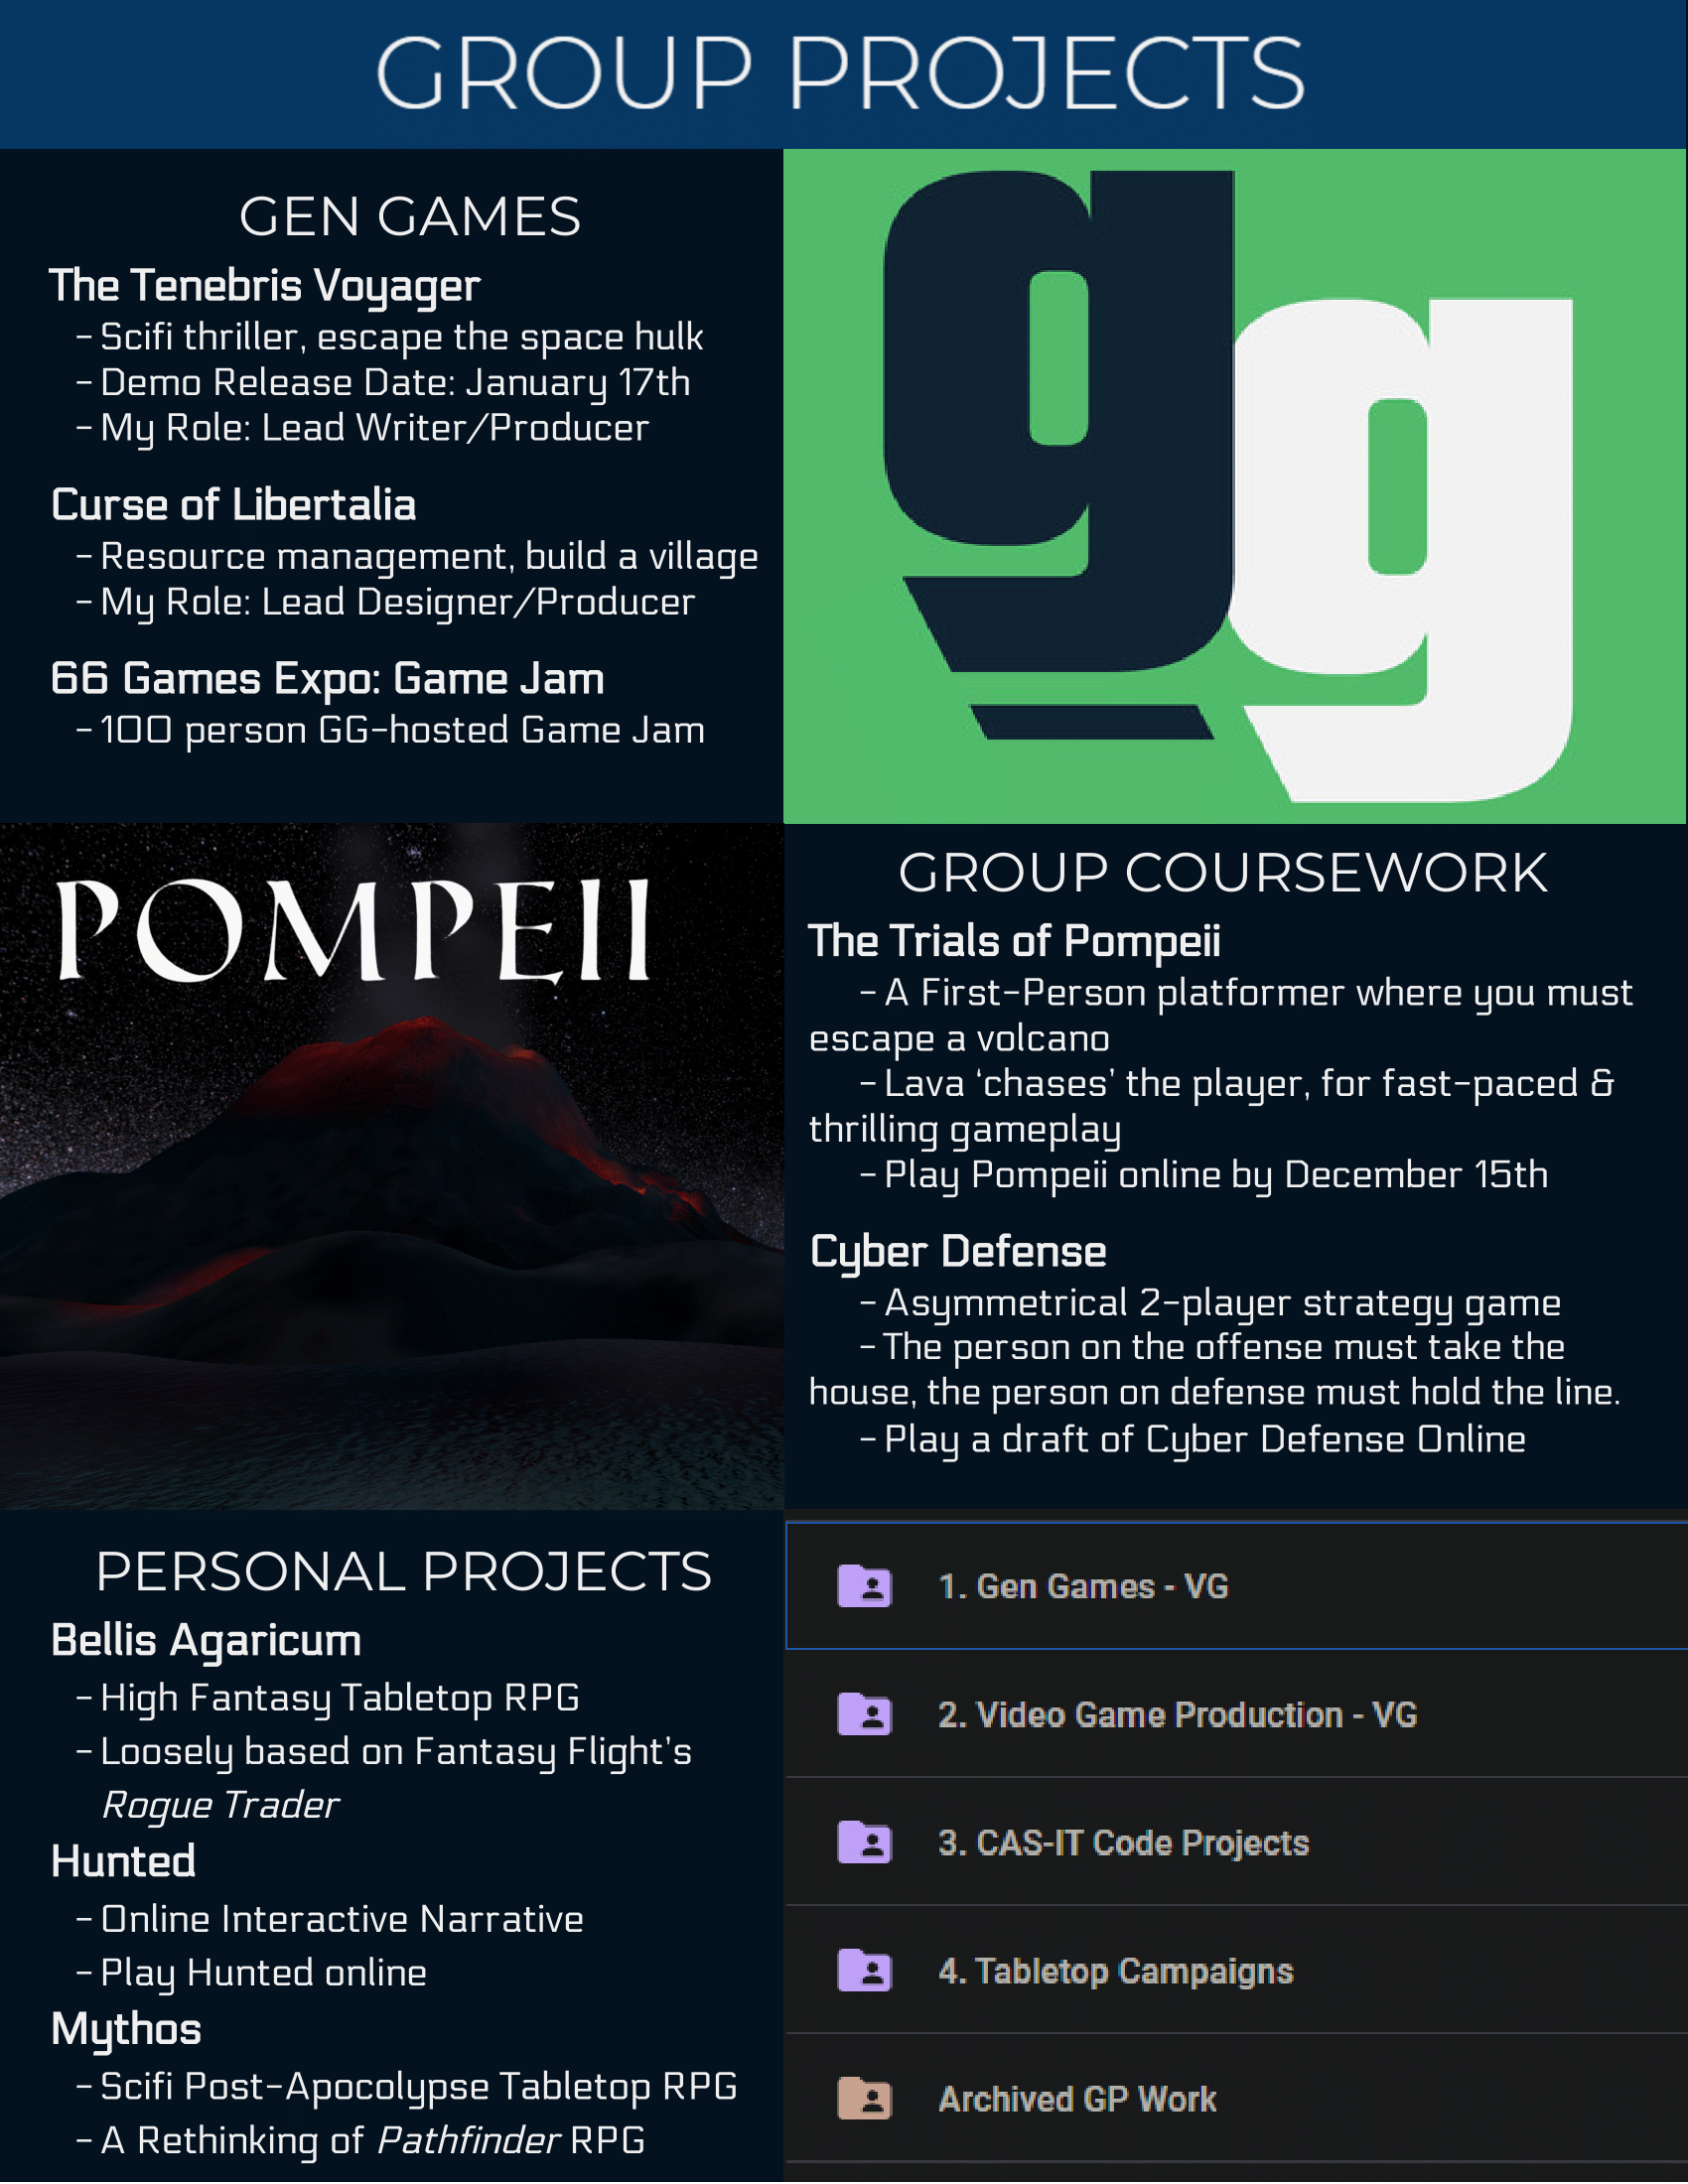 GROUP PROJECTS
GEN GAMES
The Tenebris Voyager
- Scifi thriller, escape the space hulk
- Demo Release Date: January 17th
- My Role: Lead Writer/Producer
Curse of Libertalia
- Resource management, build a village
- My Role: Lead Designer/Producer
66 Games Expo: Game Jam
- 100 person GG-hosted Game Jam
gg
POMPEII
GROUP COURSEWORK
The Trials of Pompeii
- A First-Person platformer where you must
escape a volcano
- Lava ‘chases’ the player, for fast-paced &
thrilling gameplay
- Play Pompeii online by December 15th
Cyber Defense
- Asymmetrical 2-player strategy game
- The person on the offense must take the
house, the person on defense must hold the line.
- Play a draft of Cyber Defense Online
PERSONAL PROJECTS
Bellis Agaricum
- High Fantasy Tabletop RPG
- Loosely based on Fantasy Flight's
Rogue Trader
Hunted
- Online Interactive Narrative
- Play Hunted online
Mythos
- Scifi Post-Apocolypse Tabletop RPG
- A Rethinking of Pathfinder RPG
1. Gen Games - VG
2. Video Game Production - VG
3. CAS-IT Code Projects
4. Tabletop Campaigns
Archived GP Work